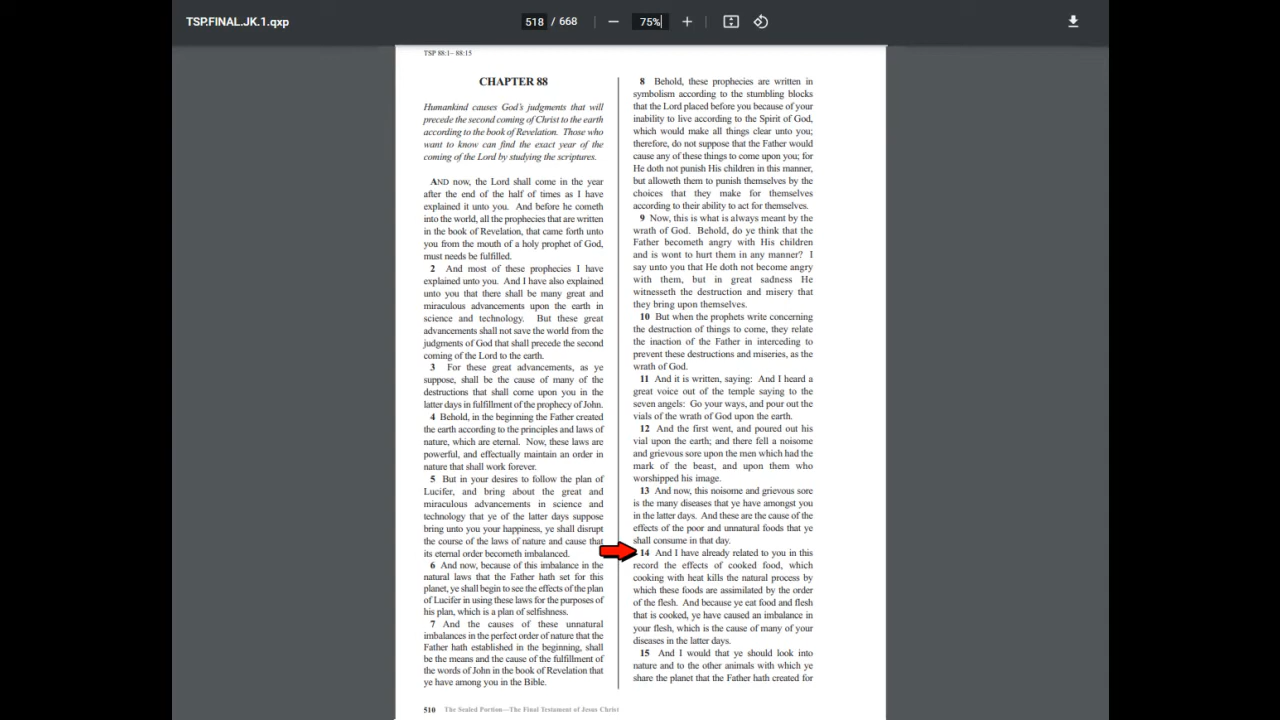 TSP.FINAL.JK.1.qxp
518 / 668
75%
TSP 88:1– 88:15
CHAPTER 88
Humankind causes God's judgments that will
precede the second coming of Christ to the earth
according to the book of Revelation. Those who
want to know can find the exact year of the
coming of the Lord by studying the scriptures.
AND now, the Lord shall come in the year
after the end of the half of times as I have
explained it unto you. And before he cometh
into the world, all the prophecies that are written
in the book of Revelation, that came forth unto
you from the mouth of a holy prophet of God,
must needs be fulfilled.
2 And most of these prophecies I have
explained unto you. And I have also explained
unto you that there shall be many great and
miraculous advancements upon the earth in
science and technology. But these great
advancements shall not save the world from the
judgments of God that shall precede the second
coming of the Lord to the earth.
3 For these great advancements, as ye
suppose, shall be the cause of many of the
destructions that shall come upon you in the
latter days in fulfillment of the prophecy of John.
4 Behold, in the beginning the Father created
the earth according to the principles and laws of
nature, which are eternal. Now, these laws are
powerful, and effectually maintain an order in
nature that shall work forever.
5 But in your desires to follow the plan of
Lucifer, and bring about the great and
miraculous advancements in science and
technology that ye of the latter days suppose
bring unto you your happiness, ye shall disrupt
the course of the laws of nature and cause that
its eternal order becometh imbalanced.
6 And now, because of this imbalance in the
natural laws that the Father hath set for this
planet, ye shall begin to see the effects of the plan
of Lucifer in using these laws for the purposes of
his plan, which is a plan of selfishness.
7 And the causes of these unnatural
imbalances in the perfect order of nature that the
Father hath established in the beginning, shall
be the means and the cause of the fulfillment of
the words of John in the book of Revelation that
ye have among you in the Bible.
8 Behold, these prophecies are written in
symbolism according to the stumbling blocks
that the Lord placed before you because of your
inability to live according to the Spirit of God,
which would make all things clear unto you;
therefore, do not suppose that the Father would
cause any of these things to come upon you; for
He doth not punish His children in this manner,
but alloweth them to punish themselves by the
choices that they make for themselves
according to their ability to act for themselves.
9 Now, this is what is always meant by the
wrath of God. Behold, do ye think that the
Father becometh angry with His children
and is wont to hurt them in any manner? I
say unto you that He doth not become angry
with them, but in great sadness He
witnesseth the destruction and misery that
they bring upon themselves.
10 But when the prophets write concerning
the destruction of things to come, they relate
the inaction of the Father in interceding to
prevent these destructions and miseries, as the
wrath of God.
11 And it is written, saying: And I heard a
great voice out of the temple saying to the
seven angels: Go your ways, and pour out the
vials of the wrath of God upon the earth.
12 And the first went, and poured out his
vial upon the earth; and there fell a noisome
and grievous sore upon the men which had the
mark of the beast, and upon them who
worshipped his image.
13 And now, this noisome and grievous sore
is the many diseases that ye have amongst you
in the latter days. And these are the cause of the
effects of the poor and unnatural foods that ye
shall consume in that day.
14 And I have already related to you in this
record the effects of cooked food, which
cooking with heat kills the natural process by
which these foods are assimilated by the order
of the flesh. And because ye eat food and flesh
that is cooked, ye have caused an imbalance in
your flesh, which is the cause of many of your
diseases in the latter days.
15 And I would that ye should look into
nature and to the other animals with which ye
share the planet that the Father hath created for
510 The Sealed Portion—The Final Testament of Jesus Christ